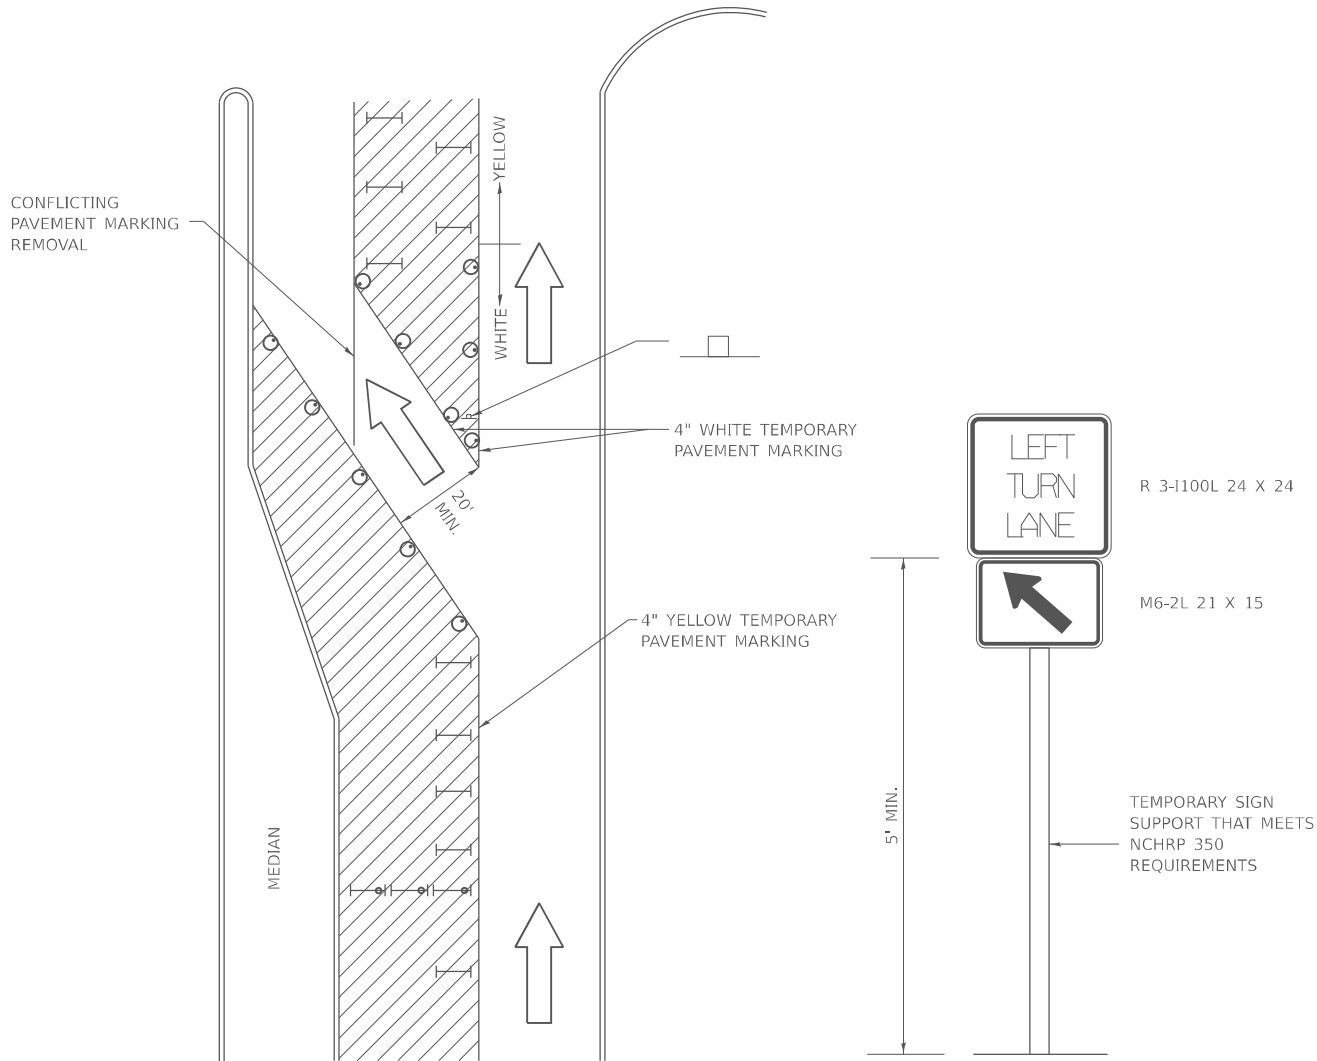 CONFLICTING
PAVEMENT MARKING
REMOVAL
YELLOW
WHITE
4" WHITE TEMPORARY
PAVEMENT MARKING
20'
MIN.
4" YELLOW TEMPORARY
PAVEMENT MARKING
MEDIAN
LEFT
TURN
LANE
R 3-I100L 24 X 24
M6-2L 21 X 15
5' MIN.
TEMPORARY SIGN
SUPPORT THAT MEETS
NCHRP 350
REQUIREMENTS